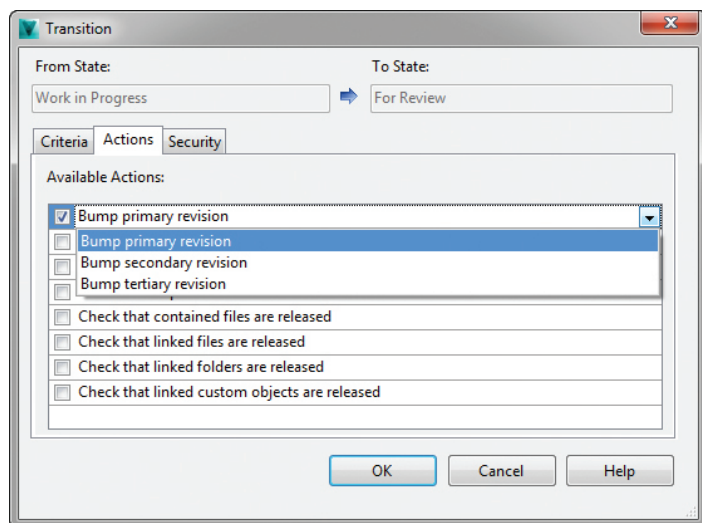 Transition
From State:
To State:
Work in Progress
For Review
Criteria
Actions
Security
Available Actions:
Bump primary revision
Bump primary revision
Bump secondary revision
Bump tertiary revision
Check that contained files are released
Check that linked files are released
Check that linked folders are released
Check that linked custom objects are released
OK
Cancel
Help